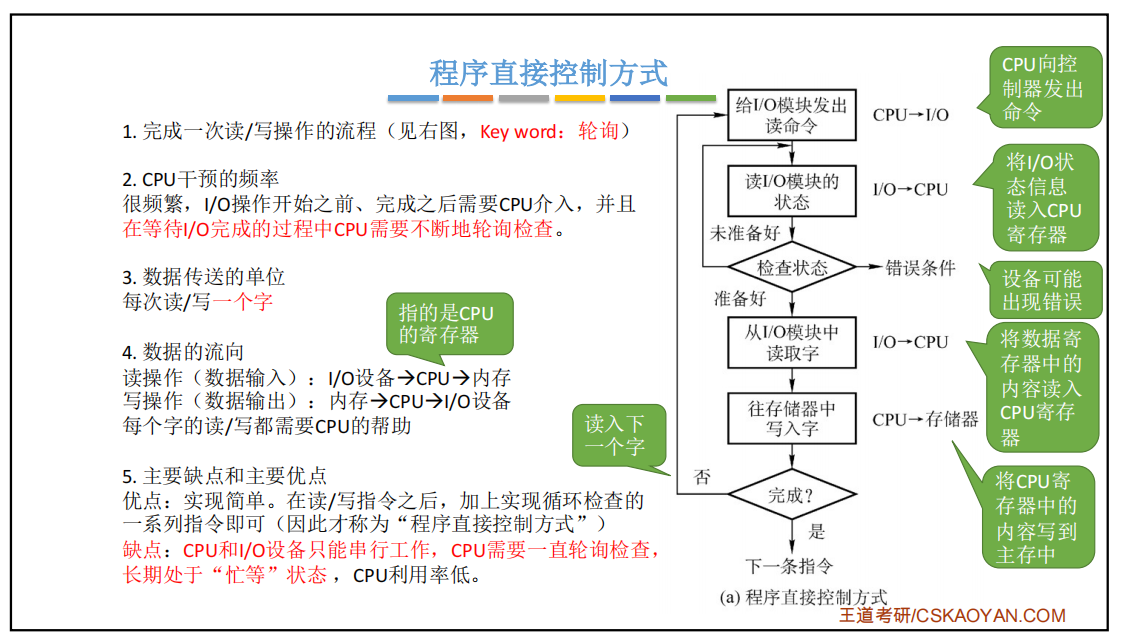 程序直接控制方式
1. 完成一次读/写操作的流程（见右图，Key word：轮询）
2. CPU干预的频率
很频繁，I/O操作开始之前、完成之后需要CPU介入，并且
在等待I/O完成的过程中CPU需要不断地轮询检查。
3. 数据传送的单位
每次读/写一个字
指的是CPU
的寄存器
4. 数据的流向
读操作（数据输入）：I/O设备→CPU→内存
写操作（数据输出）：内存→CPU→I/O设备
每个字的读/写都需要CPU的帮助
5. 主要缺点和主要优点
优点：实现简单。在读/写指令之后，加上实现循环检查的
一系列指令即可（因此才称为“程序直接控制方式”）
缺点：CPU和I/O设备只能串行工作，CPU需要一直轮询检查，
长期处于“忙等”状态，CPU利用率低。
给I/O模块发出
读命令
CPU→I/O
CPU向控
制器发出
命令
读I/O模块的
状态
I/O→CPU
将I/O状
态信息
读入CPU
寄存器
未准备好
检查状态
错误条件
设备可能
出现错误
准备好
从I/O模块中
读取字
I/O→CPU
将数据寄
存器中的
内容读入
CPU寄存
器
往存储器中
写入字
CPU→存储器
读入下
一个字
将CPU寄
存器中的
内容写到
主存中
否
完成?
是
下一条指令
(a) 程序直接控制方式
王道考研/CSKAOYAN.COM